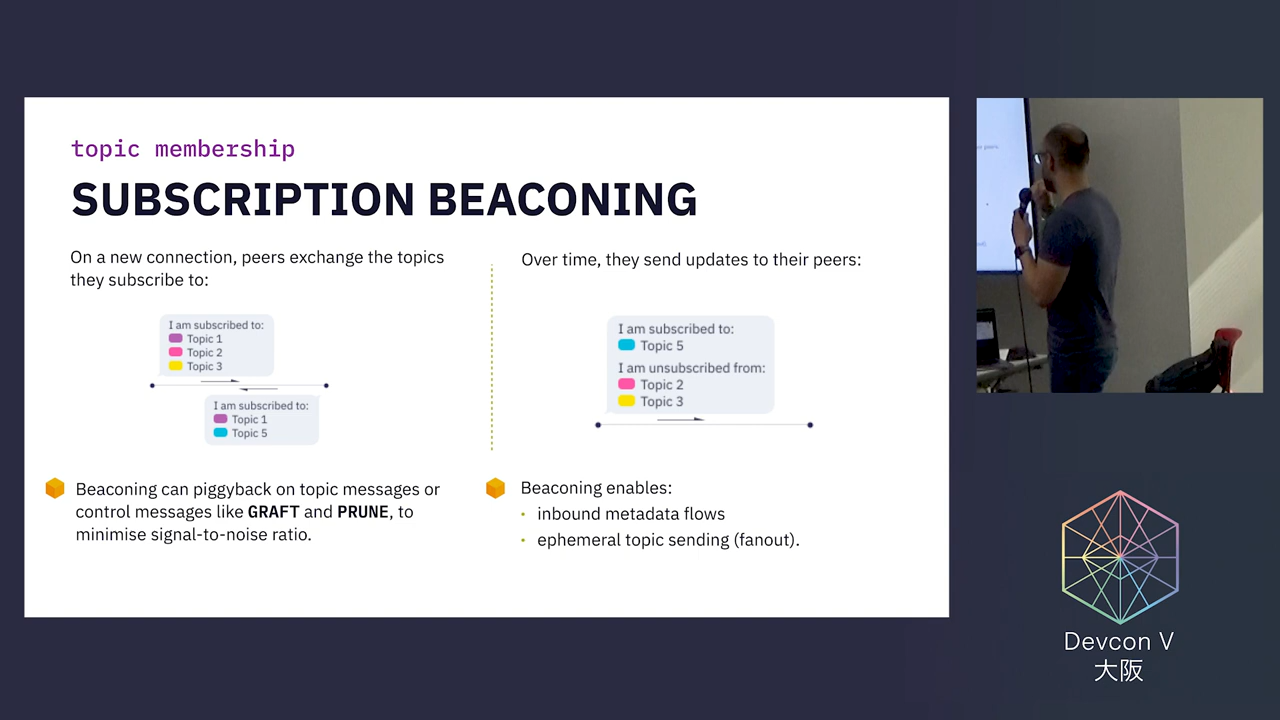 topic membership
SUBSCRIPTION BEACONING
On a new connection, peers exchange the topics
they subscribe to:
I am subscribed to:
Topic 1
Topic 2
Topic 3
I am subscribed to:
Topic 1
Topic 5
Beaconing can piggyback on topic messages or
control messages like GRAFT and PRUNE, to
minimise signal-to-noise ratio.
Over time, they send updates to their peers:
I am subscribed to:
Topic 5
I am unsubscribed from:
Topic 2
Topic 3
Beaconing enables:
• inbound metadata flows
• ephemeral topic sending (fanout).
Devcon V
大阪